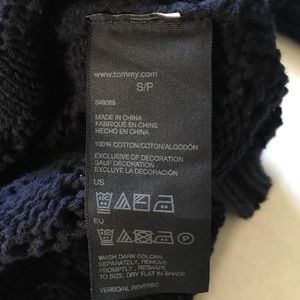 www.tommy.com
S/P
MADE IN CHINA
FABRIQUÉ EN CHINE
HECHO EN CHINA
100% COTTON/COTON/ALGODÓN
EXCLUSIVE OF DECORATION
SAUF DÉCORATION
EXCLUYE LA DECORACIÓN
US
EU
P
WASH DARK COLORS
SEPARATELY, REMOVE
PROMPTLY, RESHAPE
TO SIZE, DRY FLAT IN SHADE
VERSO/AL REVERSO